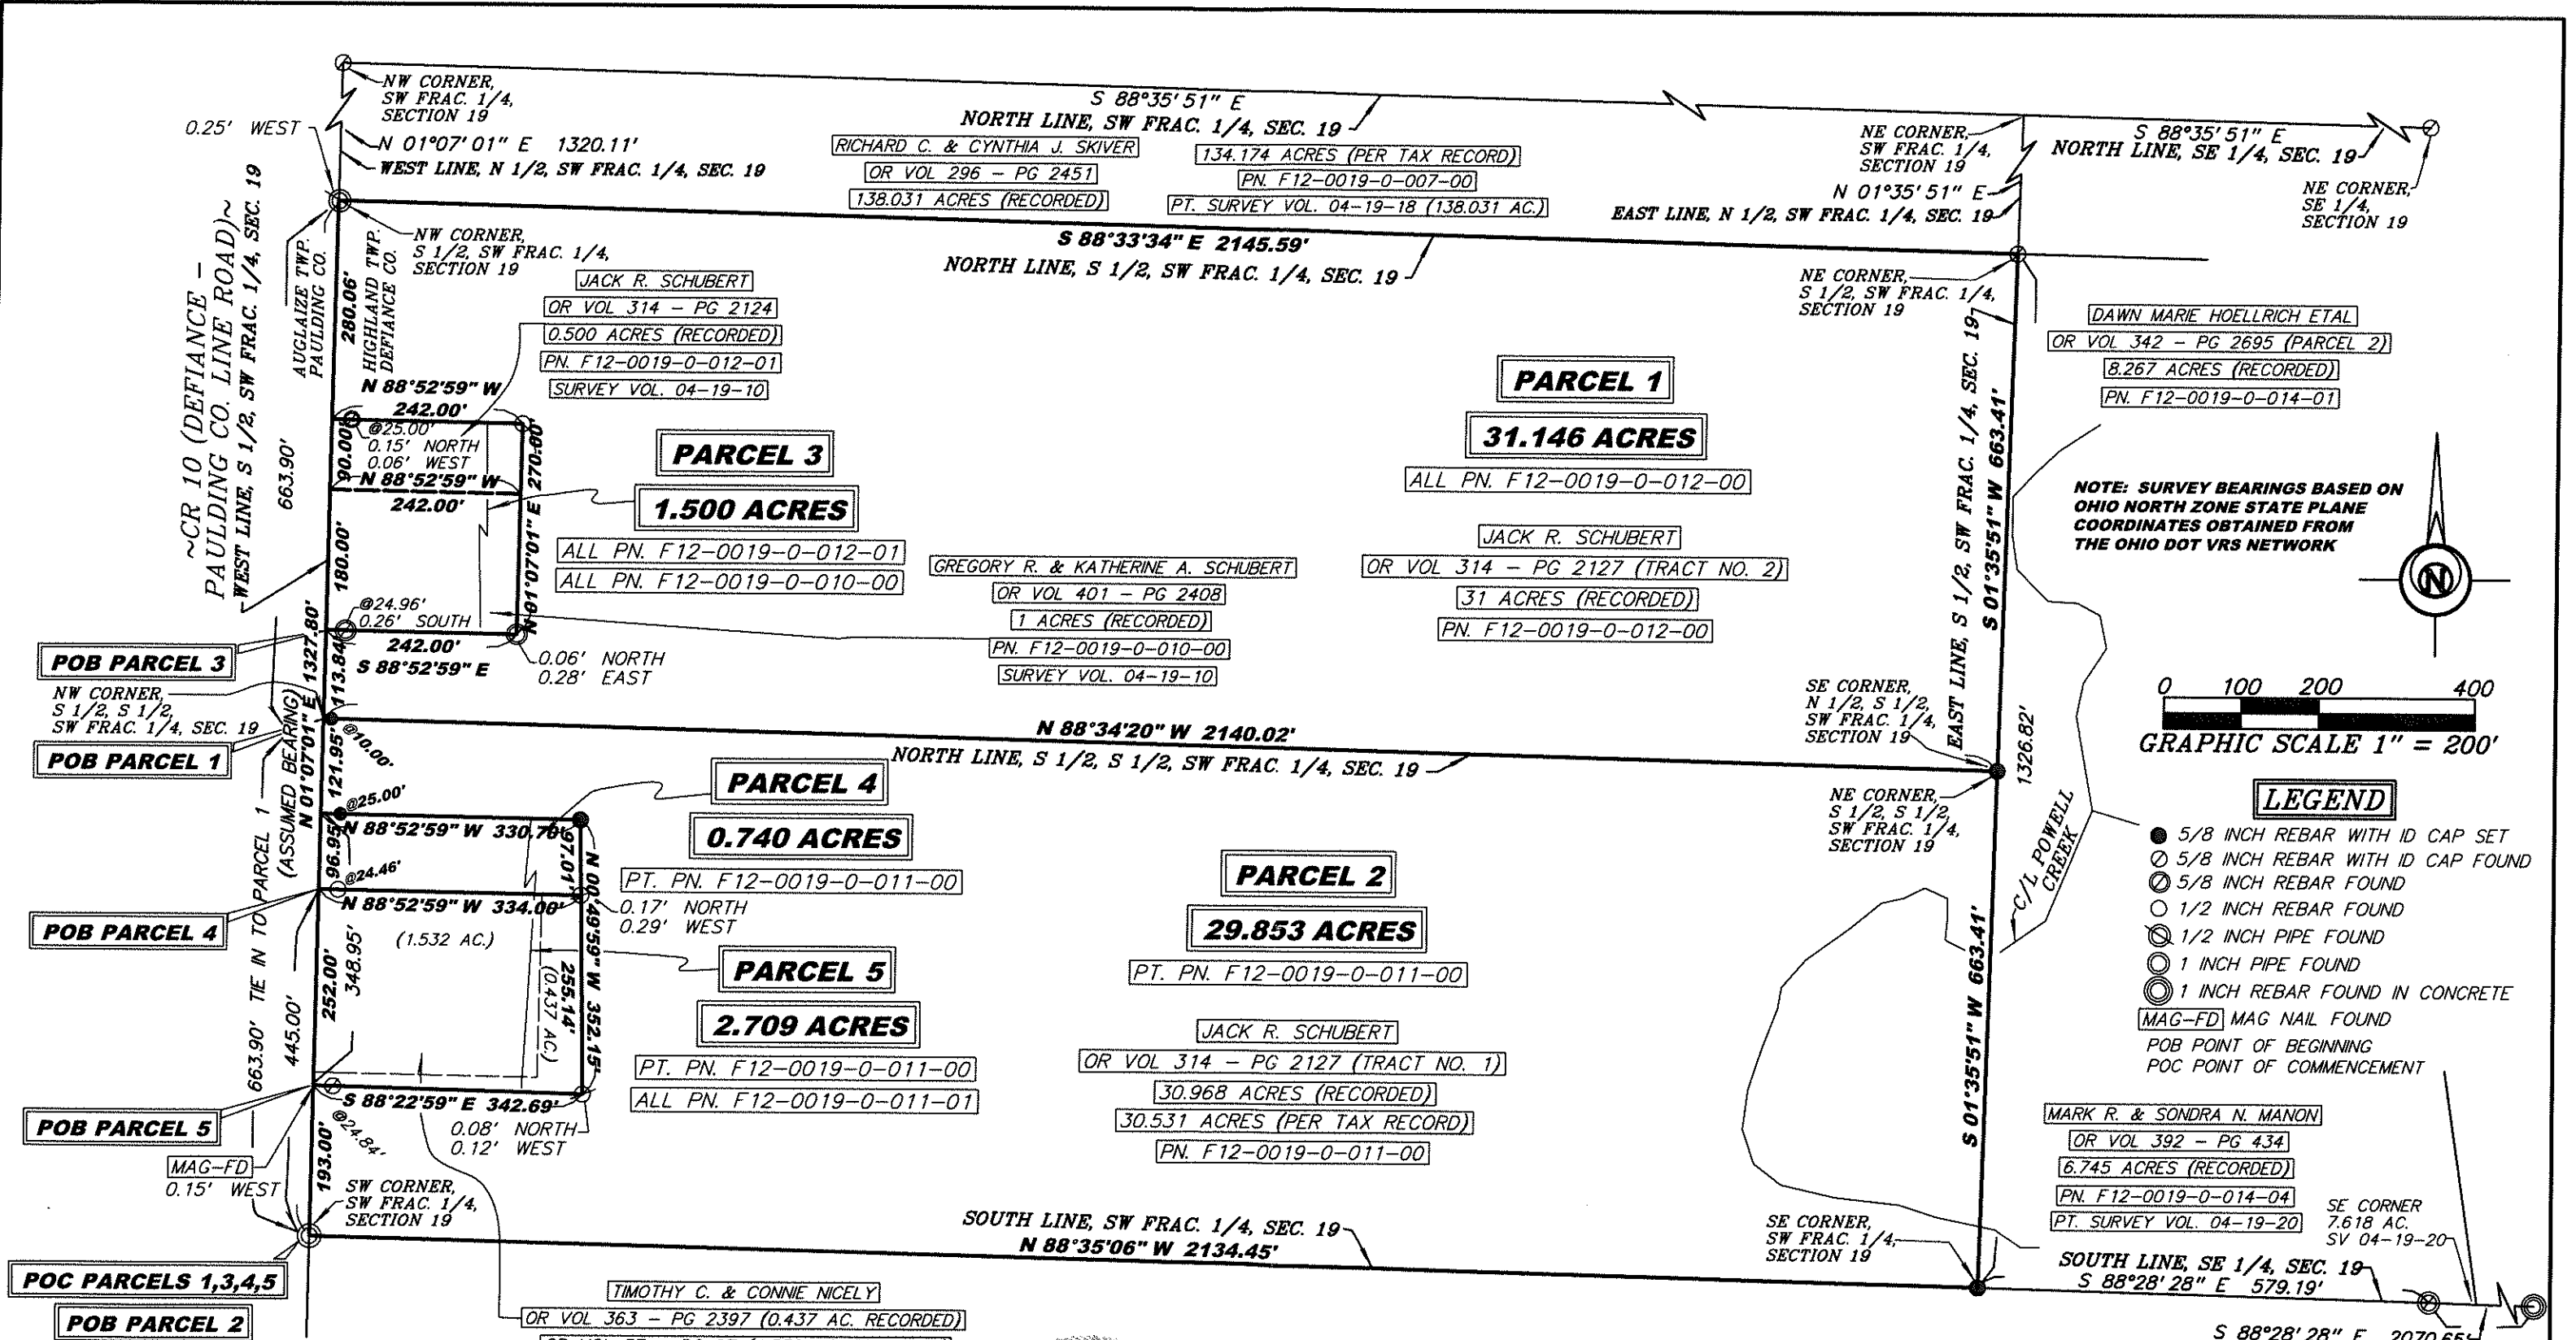 NW CORNER,
SW FRAC. 1/4,
SECTION 19
0.25' WEST
N 01°07'01" E 1320.11'
WEST LINE, N 1/2, SW FRAC. 1/4, SEC. 19
S 88°35'51" E
NORTH LINE, SW FRAC. 1/4, SEC. 19
RICHARD C. & CYNTHIA J. SKIVER
OR VOL 296 - PG 2451
138.031 ACRES (RECORDED)
134.174 ACRES (PER TAX RECORD)
PN. F12-0019-0-007-00
PT. SURVEY VOL. 04-19-18 (138.031 AC.)
NE CORNER,
SW FRAC. 1/4,
SECTION 19
N 01°35'51" E
EAST LINE, N 1/2, SW FRAC. 1/4, SEC. 19
S 88°35'51" E
NORTH LINE, SE 1/4, SEC. 19
NE CORNER,
SE 1/4,
SECTION 19
~CR 10 (DEFIANCE -
PAULDING CO. LINE ROAD)~
WEST LINE, S 1/2, SW FRAC. 1/4, SEC. 19
AUGLAIZE TWP.
PAULDING CO.
HIGHLAND TWP.
DEFIANCE CO.
280.06'
NW CORNER,
S 1/2, SW FRAC. 1/4,
SECTION 19
S 88°33'34" E 2145.59'
NORTH LINE, S 1/2, SW FRAC. 1/4, SEC. 19
NE CORNER,
S 1/2, SW FRAC. 1/4,
SECTION 19
JACK R. SCHUBERT
OR VOL 314 - PG 2124
0.500 ACRES (RECORDED)
PN. F12-0019-0-012-01
SURVEY VOL. 04-19-10
DAWN MARIE HOELLRICH ETAL
OR VOL 342 - PG 2695 (PARCEL 2)
8.267 ACRES (RECORDED)
PN. F12-0019-0-014-01
N 88°52'59" W
242.00'
@25.00'
0.15' NORTH
0.06' WEST
90.00'
N 88°52'59" W
242.00'
N 01°07'01" E 270.00'
663.90'
180.00'
@24.96'
0.26' SOUTH
242.00'
S 88°52'59" E
0.06' NORTH
0.28' EAST
PARCEL 3
1.500 ACRES
ALL PN. F12-0019-0-012-01
ALL PN. F12-0019-0-010-00
GREGORY R. & KATHERINE A. SCHUBERT
OR VOL 401 - PG 2408
1 ACRES (RECORDED)
PN. F12-0019-0-010-00
SURVEY VOL. 04-19-10
PARCEL 1
31.146 ACRES
ALL PN. F12-0019-0-012-00
JACK R. SCHUBERT
OR VOL 314 - PG 2127 (TRACT NO. 2)
31 ACRES (RECORDED)
PN. F12-0019-0-012-00
EAST LINE, S 1/2, SW FRAC. 1/4, SEC. 19
S 01°35'51" W 663.41'
NOTE: SURVEY BEARINGS BASED ON
OHIO NORTH ZONE STATE PLANE
COORDINATES OBTAINED FROM
THE OHIO DOT VRS NETWORK
N
0 100 200 400
GRAPHIC SCALE 1" = 200'
POB PARCEL 3
NW CORNER,
S 1/2, S 1/2,
SW FRAC. 1/4, SEC. 19
POB PARCEL 1
N 01°07'01" E 1327.80'
(ASSUMED BEARING)
113.84'
@10.00'
121.95'
N 88°34'20" W 2140.02'
NORTH LINE, S 1/2, S 1/2, SW FRAC. 1/4, SEC. 19
SE CORNER,
N 1/2, S 1/2,
SW FRAC. 1/4,
SECTION 19
NE CORNER,
S 1/2, S 1/2,
SW FRAC. 1/4,
SECTION 19
1326.82'
C/L POWELL
CREEK
PARCEL 4
0.740 ACRES
PT. PN. F12-0019-0-011-00
@25.00'
N 88°52'59" W 330.70'
96.95'
97.01'
@24.46'
N 88°52'59" W 334.00'
0.17' NORTH
0.29' WEST
(1.532 AC.)
POB PARCEL 4
663.90' TIE IN TO PARCEL 1
445.00'
252.00'
348.95'
N 00°49'59" W 352.15'
255.14'
(0.437 AC)
PARCEL 5
2.709 ACRES
PT. PN. F12-0019-0-011-00
ALL PN. F12-0019-0-011-01
PARCEL 2
29.853 ACRES
PT. PN. F12-0019-0-011-00
JACK R. SCHUBERT
OR VOL 314 - PG 2127 (TRACT NO. 1)
30.968 ACRES (RECORDED)
30.531 ACRES (PER TAX RECORD)
PN. F12-0019-0-011-00
S 01°35'51" W 663.41'
LEGEND
5/8 INCH REBAR WITH ID CAP SET
5/8 INCH REBAR WITH ID CAP FOUND
5/8 INCH REBAR FOUND
1/2 INCH REBAR FOUND
1/2 INCH PIPE FOUND
1 INCH PIPE FOUND
1 INCH REBAR FOUND IN CONCRETE
MAG-FD MAG NAIL FOUND
POB POINT OF BEGINNING
POC POINT OF COMMENCEMENT
POB PARCEL 5
S 88°22'59" E 342.69'
@24.84'
0.08' NORTH
0.12' WEST
MAG-FD
0.15' WEST
193.00'
SW CORNER,
SW FRAC. 1/4,
SECTION 19
MARK R. & SONDRA N. MANON
OR VOL 392 - PG 434
6.745 ACRES (RECORDED)
PN. F12-0019-0-014-04
PT. SURVEY VOL. 04-19-20
SE CORNER
7.618 AC.
SV 04-19-20
SOUTH LINE, SW FRAC. 1/4, SEC. 19
N 88°35'06" W 2134.45'
SE CORNER,
SW FRAC. 1/4,
SECTION 19
SOUTH LINE, SE 1/4, SEC. 19
S 88°28'28" E 579.19'
S 88°28'28" E 2070.65'
POC PARCELS 1,3,4,5
POB PARCEL 2
TIMOTHY C. & CONNIE NICELY
OR VOL 363 - PG 2397 (0.437 AC. RECORDED)